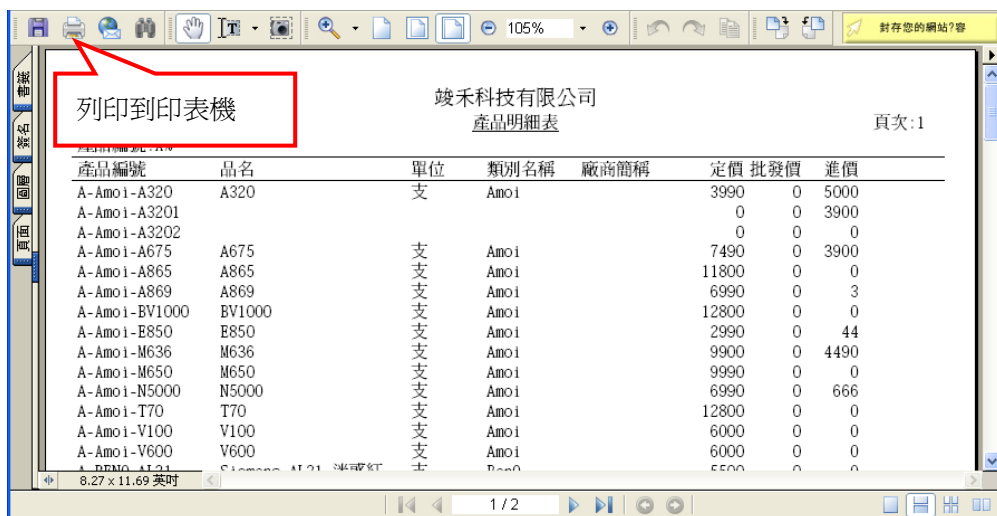 105%
封存您的網站?容
書籤
簽名
圖層
頁面
列印到印表機
竣禾科技有限公司
產品明細表
頁次:1
產品編號 品名 單位 類別名稱 廠商簡稱 定價 批發價 進價
A-Amoi-A320 A320 支 Amoi 3990 0 5000
A-Amoi-A3201 0 0 3900
A-Amoi-A3202 0 0 0
A-Amoi-A675 A675 支 Amoi 7490 0 3900
A-Amoi-A865 A865 支 Amoi 11800 0 0
A-Amoi-A869 A869 支 Amoi 6990 0 3
A-Amoi-BV1000 BV1000 支 Amoi 12800 0 0
A-Amoi-E850 E850 支 Amoi 2990 0 44
A-Amoi-M636 M636 支 Amoi 9900 0 4490
A-Amoi-M650 M650 支 Amoi 9990 0 0
A-Amoi-N5000 N5000 支 Amoi 6990 0 666
A-Amoi-T70 T70 支 Amoi 12800 0 0
A-Amoi-V100 V100 支 Amoi 6000 0 0
A-Amoi-V600 V600 支 Amoi 6000 0 0
8.27 x 11.69 英吋
1 / 2